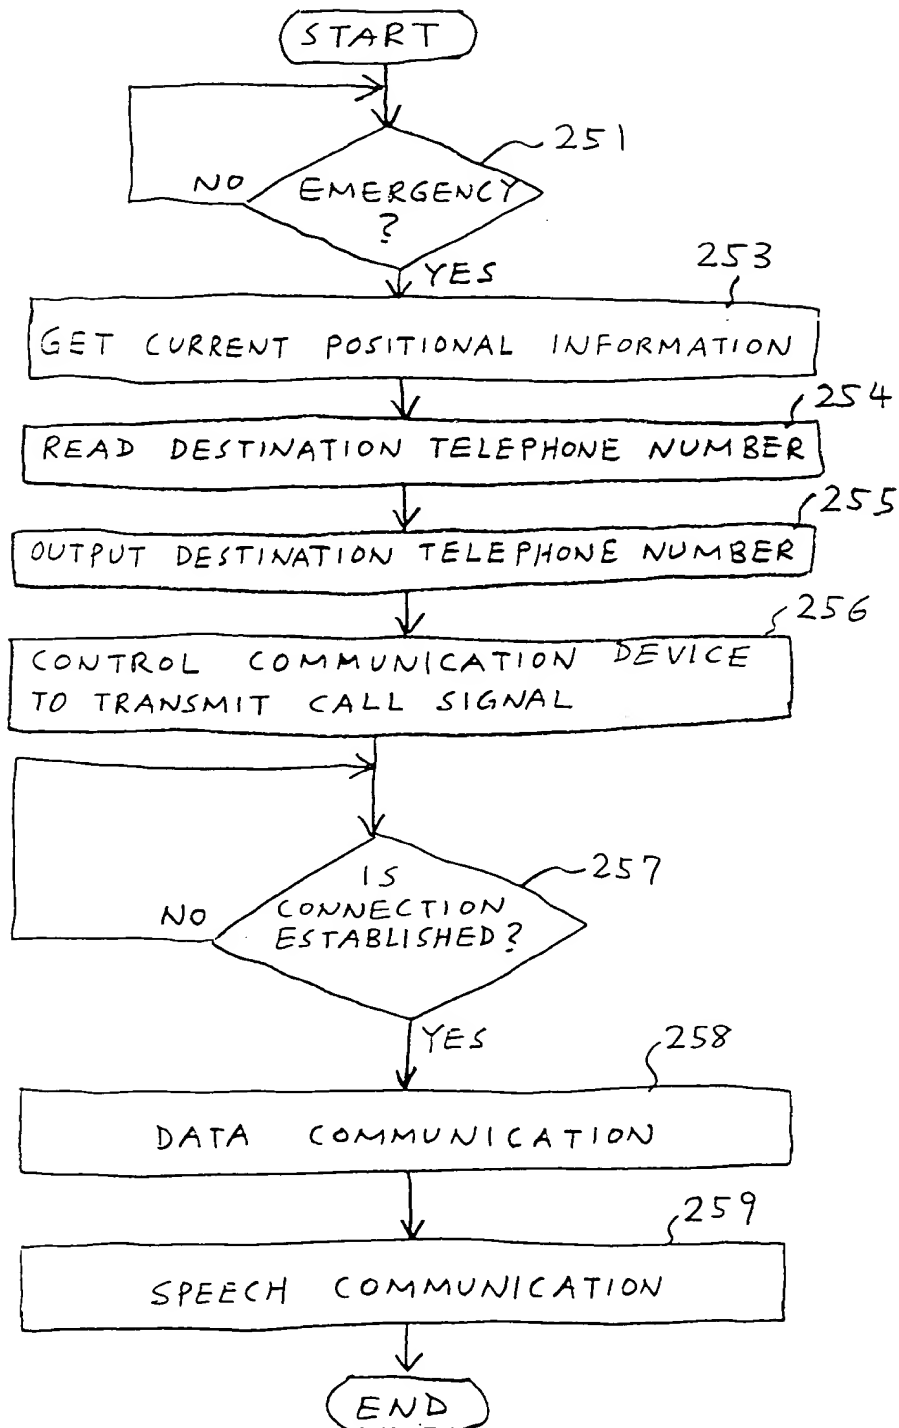 START
251
NO
EMERGENCY
?
YES
253
GET CURRENT POSITIONAL INFORMATION
254
READ DESTINATION TELEPHONE NUMBER
255
OUTPUT DESTINATION TELEPHONE NUMBER
256
CONTROL COMMUNICATION DEVICE
TO TRANSMIT CALL SIGNAL
257
IS
CONNECTION
ESTABLISHED?
NO
YES
258
DATA COMMUNICATION
259
SPEECH COMMUNICATION
END